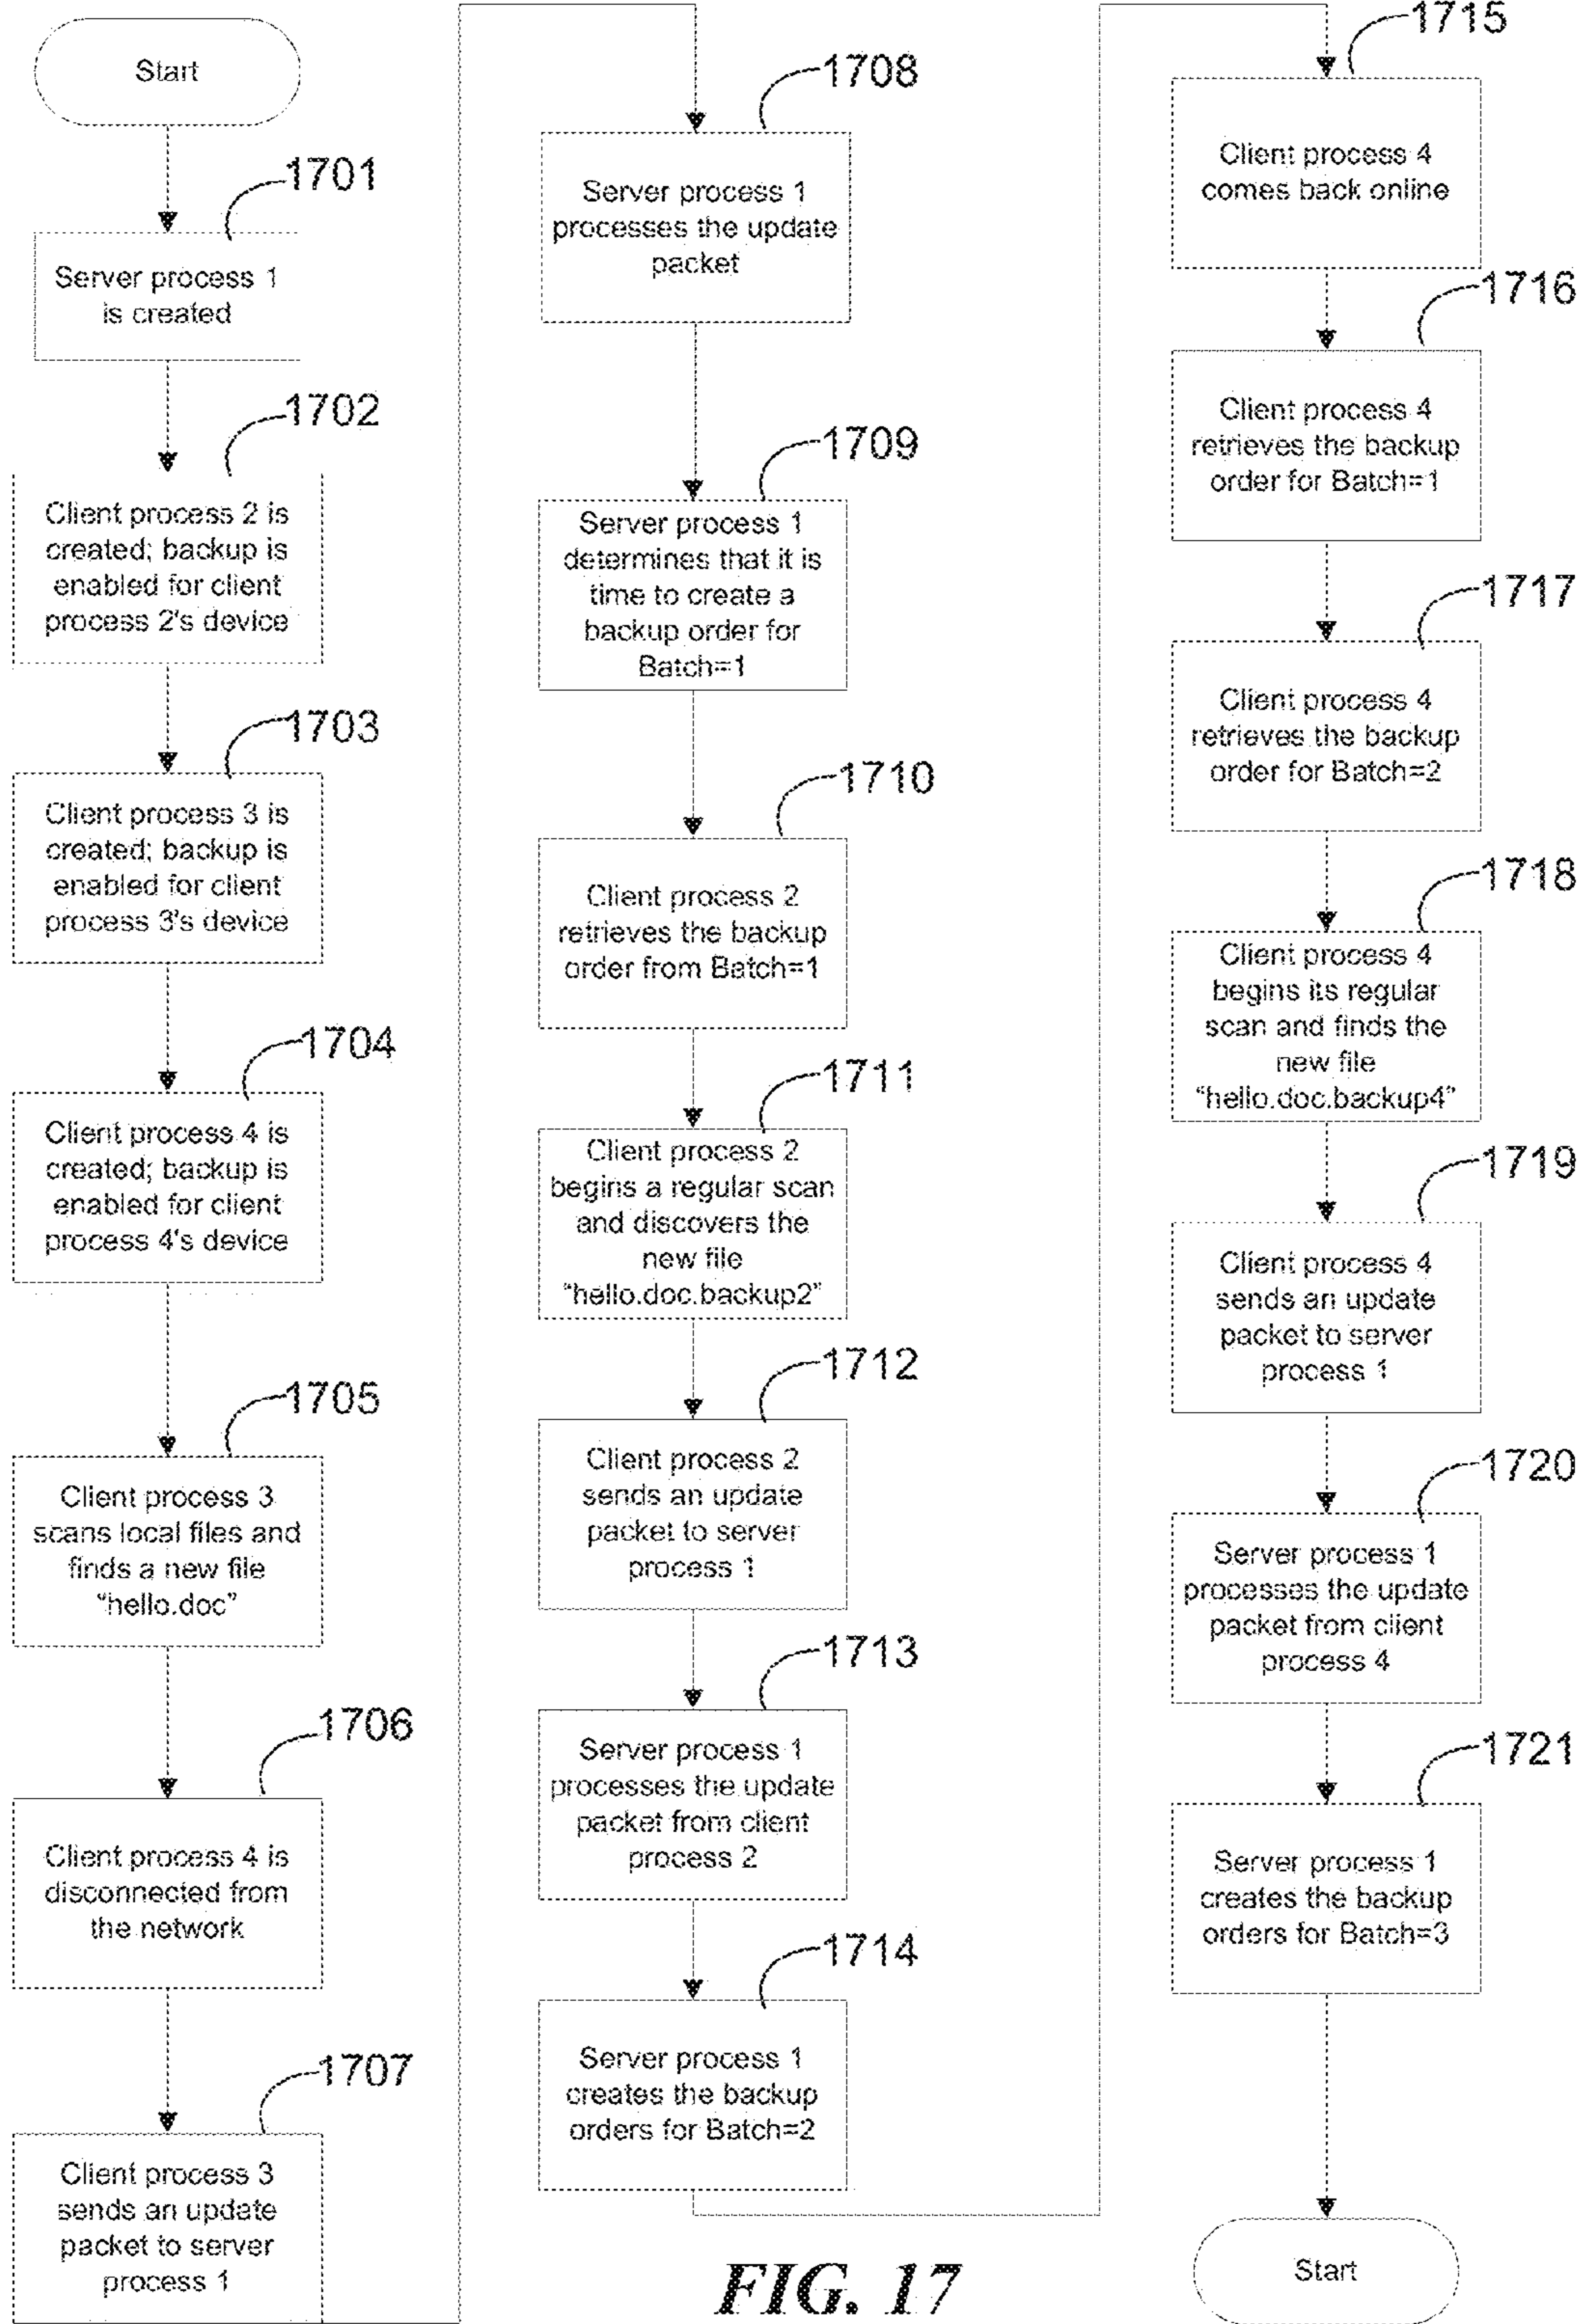 Start
1701
Server process 1
is created
1702
Client process 2 is
created; backup is
enabled for client
process 2's device
1703
Client process 3 is
created; backup is
enabled for client
process 3's device
1704
Client process 4 is
created; backup is
enabled for client
process 4's device
1705
Client process 3
scans local files and
finds a new file
"hello.doc"
1706
Client process 4 is
disconnected from
the network
1707
Client process 3
sends an update
packet to server
process 1
1708
Server process 1
processes the update
packet
1709
Server process 1
determines that it is
time to create a
backup order for
Batch=1
1710
Client process 2
retrieves the backup
order from Batch=1
1711
Client process 2
begins a regular scan
and discovers the
new file
"hello.doc.backup2"
1712
Client process 2
sends an update
packet to server
process 1
1713
Server process 1
processes the update
packet from client
process 2
1714
Server process 1
creates the backup
orders for Batch=2
1715
Client process 4
comes back online
1716
Client process 4
retrieves the backup
order for Batch=1
1717
Client process 4
retrieves the backup
order for Batch=2
1718
Client process 4
begins its regular
scan and finds the
new file
"hello.doc.backup4"
1719
Client process 4
sends an update
packet to server
process 1
1720
Server process 1
processes the update
packet from client
process 4
1721
Server process 1
creates the backup
orders for Batch=3
Start
FIG. 17